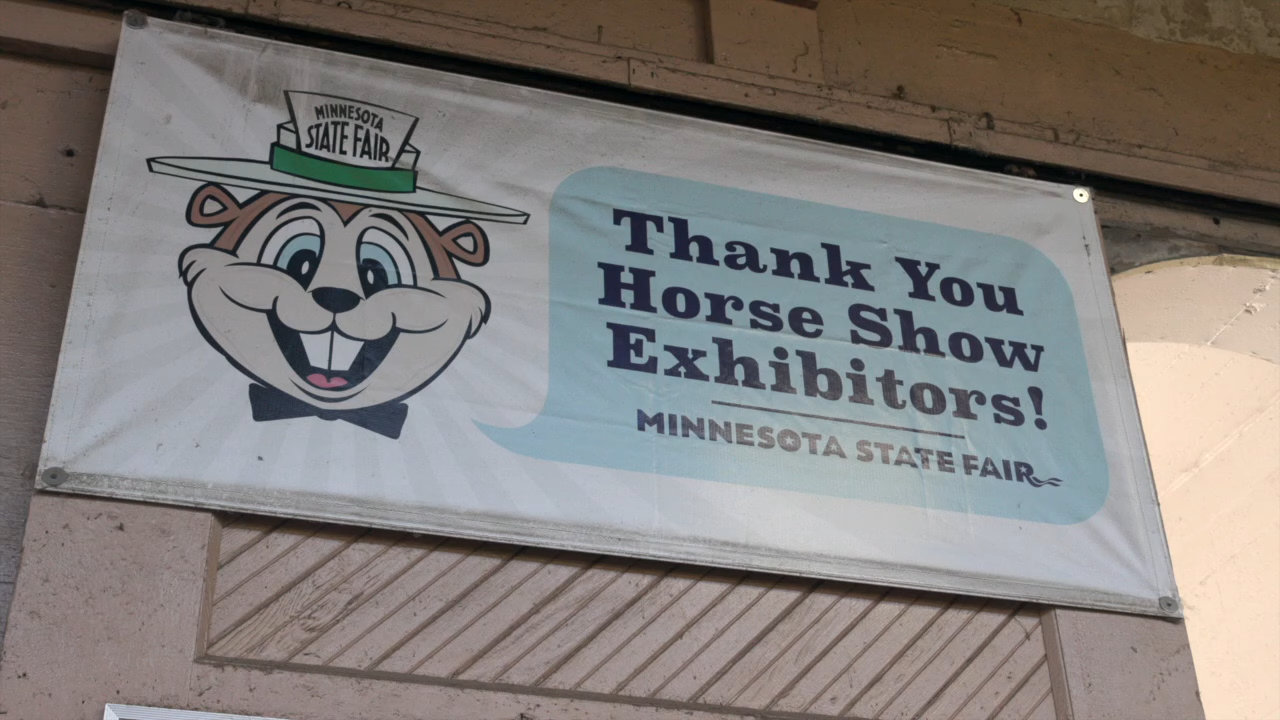 MINNESOTA
STATE FAIR
Thank You
Horse Show
Exhibitors!
MINNESOTA STATE FAIR